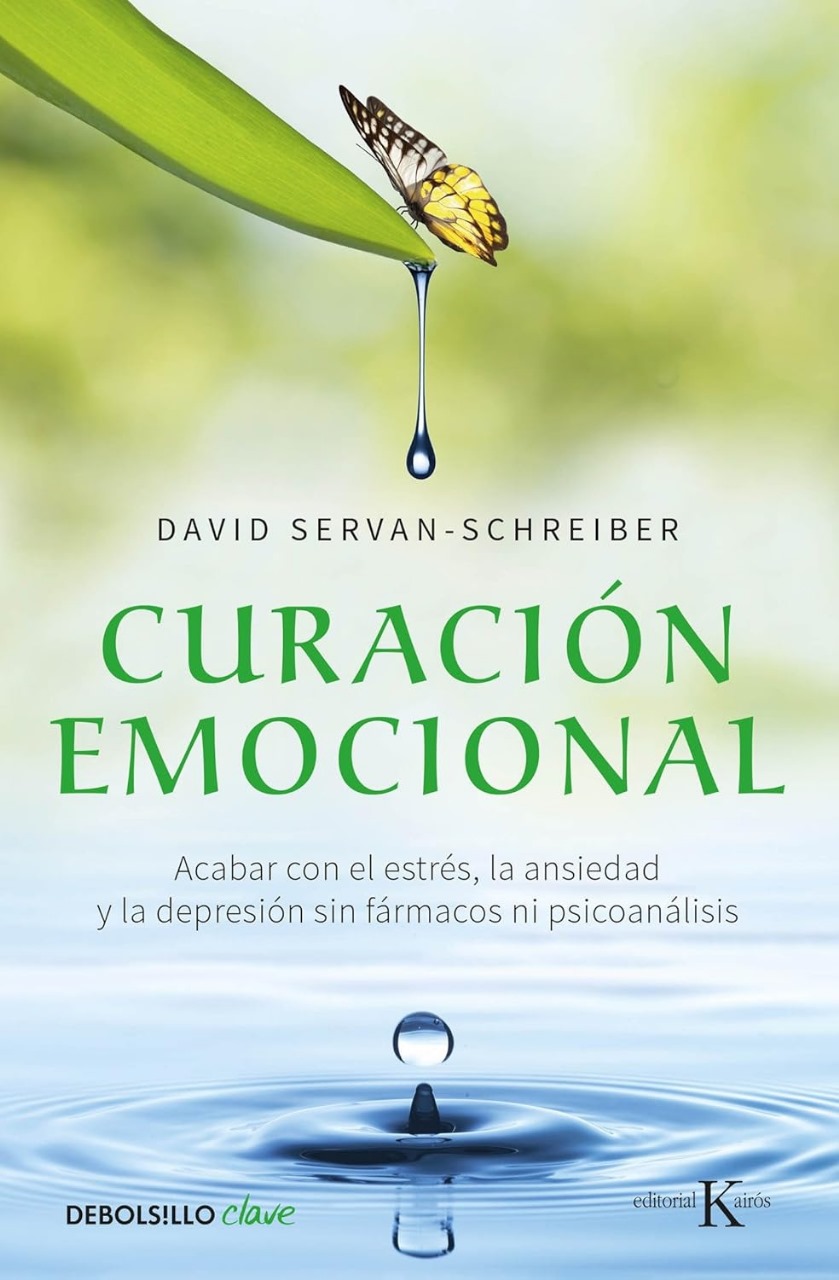 DAVID SERVAN-SCHREIBER
CURACIÓN
EMOCIONAL
Acabar con el estrés, la ansiedad
y la depresión sin fármacos ni psicoanálisis
DEBOLS!LLO clave
editorial Kairós